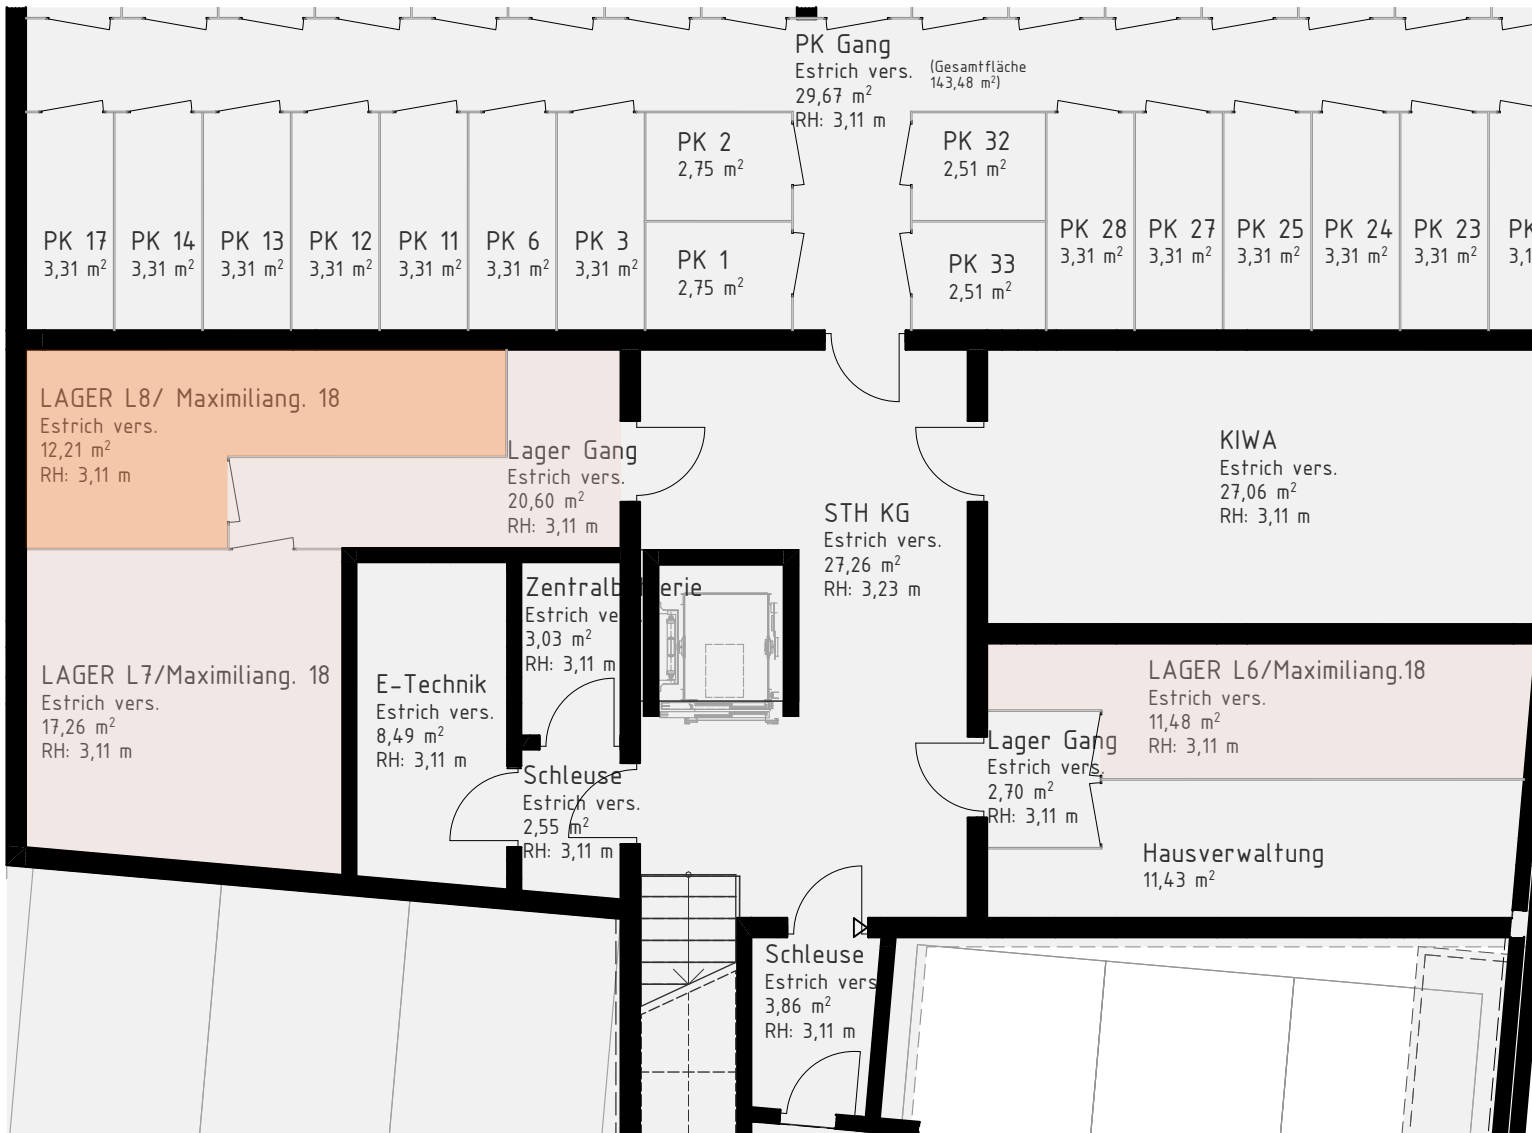 PK Gang
Estrich vers.
29,67 m²
RH: 3,11 m
(Gesamtfläche
143,48 m²)
PK 17
3,31 m²
PK 14
3,31 m²
PK 13
3,31 m²
PK 12
3,31 m²
PK 11
3,31 m²
PK 6
3,31 m²
PK 3
3,31 m²
PK 2
2,75 m²
PK 1
2,75 m²
PK 32
2,51 m²
PK 33
2,51 m²
PK 28
3,31 m²
PK 27
3,31 m²
PK 25
3,31 m²
PK 24
3,31 m²
PK 23
3,31 m²
PK
3,1
LAGER L8/ Maximiliang. 18
Estrich vers.
12,21 m²
RH: 3,11 m
Lager Gang
Estrich vers.
20,60 m²
RH: 3,11 m
KIWA
Estrich vers.
27,06 m²
RH: 3,11 m
STH KG
Estrich vers.
27,26 m²
RH: 3,23 m
Zentralb erie
Estrich ve
3,03 m²
RH: 3,11 m
LAGER L7/Maximiliang. 18
Estrich vers.
17,26 m²
RH: 3,11 m
E-Technik
Estrich vers.
8,49 m²
RH: 3,11 m
LAGER L6/Maximiliang.18
Estrich vers.
11,48 m²
RH: 3,11 m
Lager Gang
Estrich vers.
2,70 m²
RH: 3,11 m
Schleuse
Estrich vers.
2,55 m²
RH: 3,11 m
Hausverwaltung
11,43 m²
Schleuse
Estrich vers
3,86 m²
RH: 3,11 m